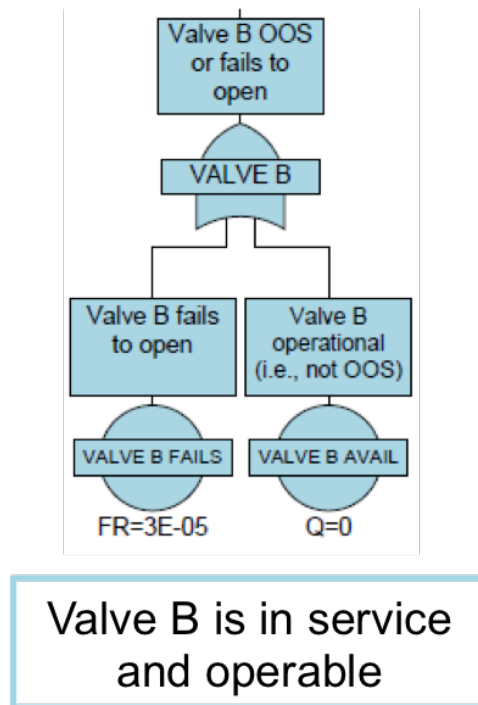 Valve B OOS
or fails to
open
VALVE B
Valve B fails
to open
Valve B
operational
(i.e., not OOS)
VALVE B FAILS
VALVE B AVAIL
FR=3E-05
Q=0
Valve B is in service
and operable